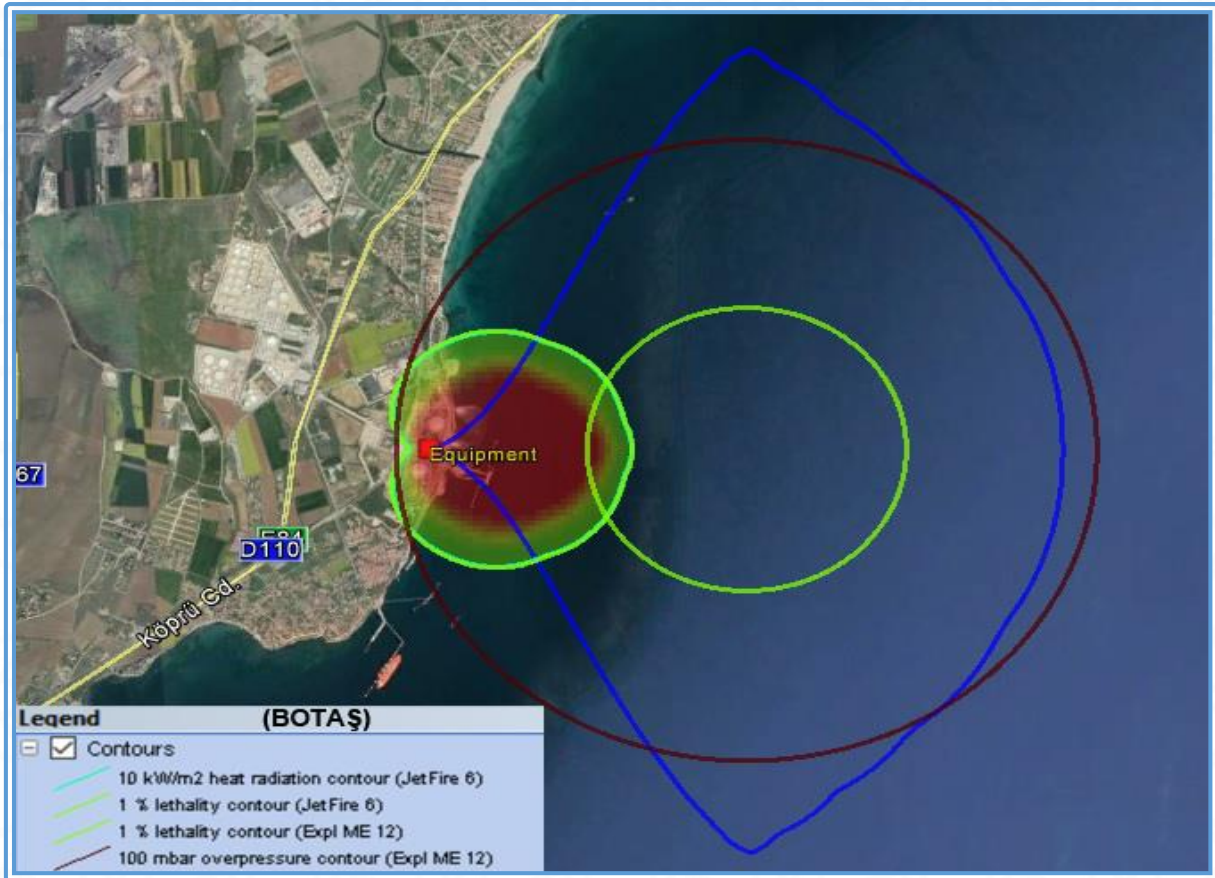 Equipment
67
E84
D110
Köprü Cd.
Legend
(BOTAŞ)
Contours
10 kW/m2 heat radiation contour (JetFire 6)
1 % lethality contour (JetFire 6)
1 % lethality contour (Expl ME 12)
100 mbar overpressure contour (Expl ME 12)